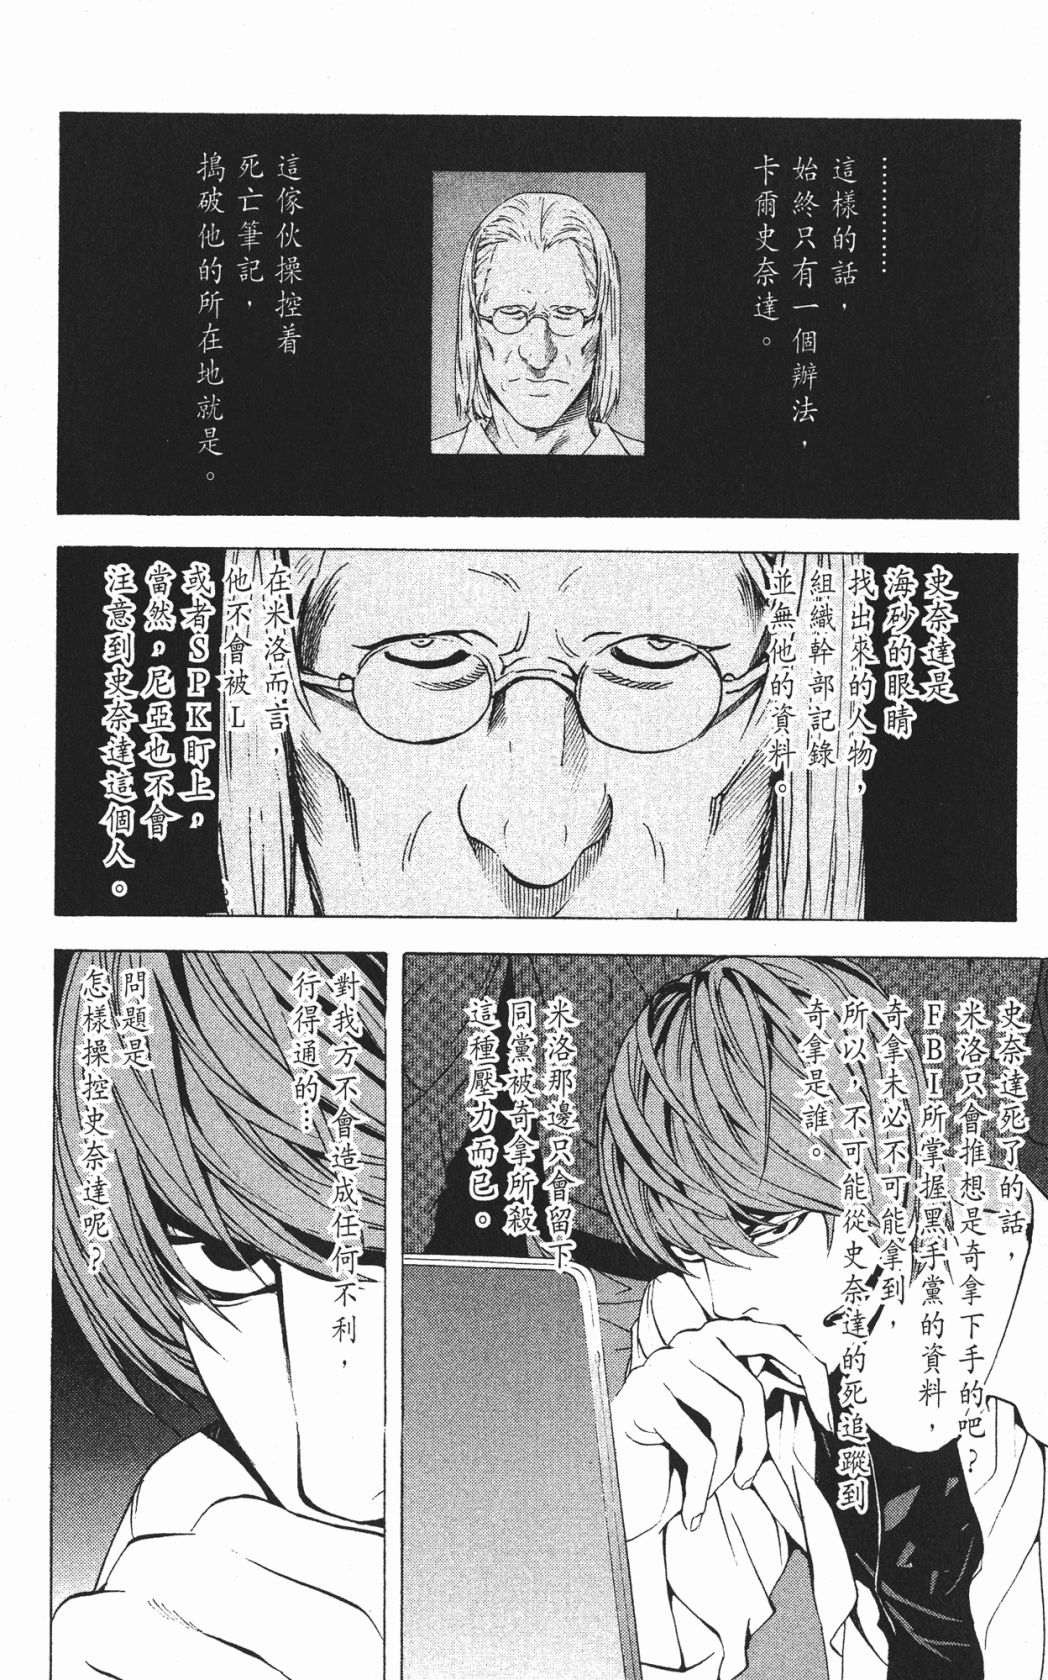 …………
這樣的話，
始終只有一個辦法，
卡爾史奈達。
這傢伙操控着
死亡筆記，
搗破他的所在地就是。
史奈達是
海砂的眼睛
找出來的人物，
組織幹部記錄
並無他的資料。
在米洛而言，
他不會被L
或者SPK盯上，
當然，尼亞也不會
注意到史奈達這個人。
史奈達死了的話，
米洛只會推想是奇拿下手的吧？
FBI所掌握黑手黨的資料，
奇拿未必不可能拿到，
所以，不可能從史奈達的死追蹤到
奇拿是誰。
米洛那邊只會留下
同黨被奇拿所殺
這種壓力而已。
對我方不會造成任何不利，
行得通的…
問題是
怎樣操控史奈達呢？